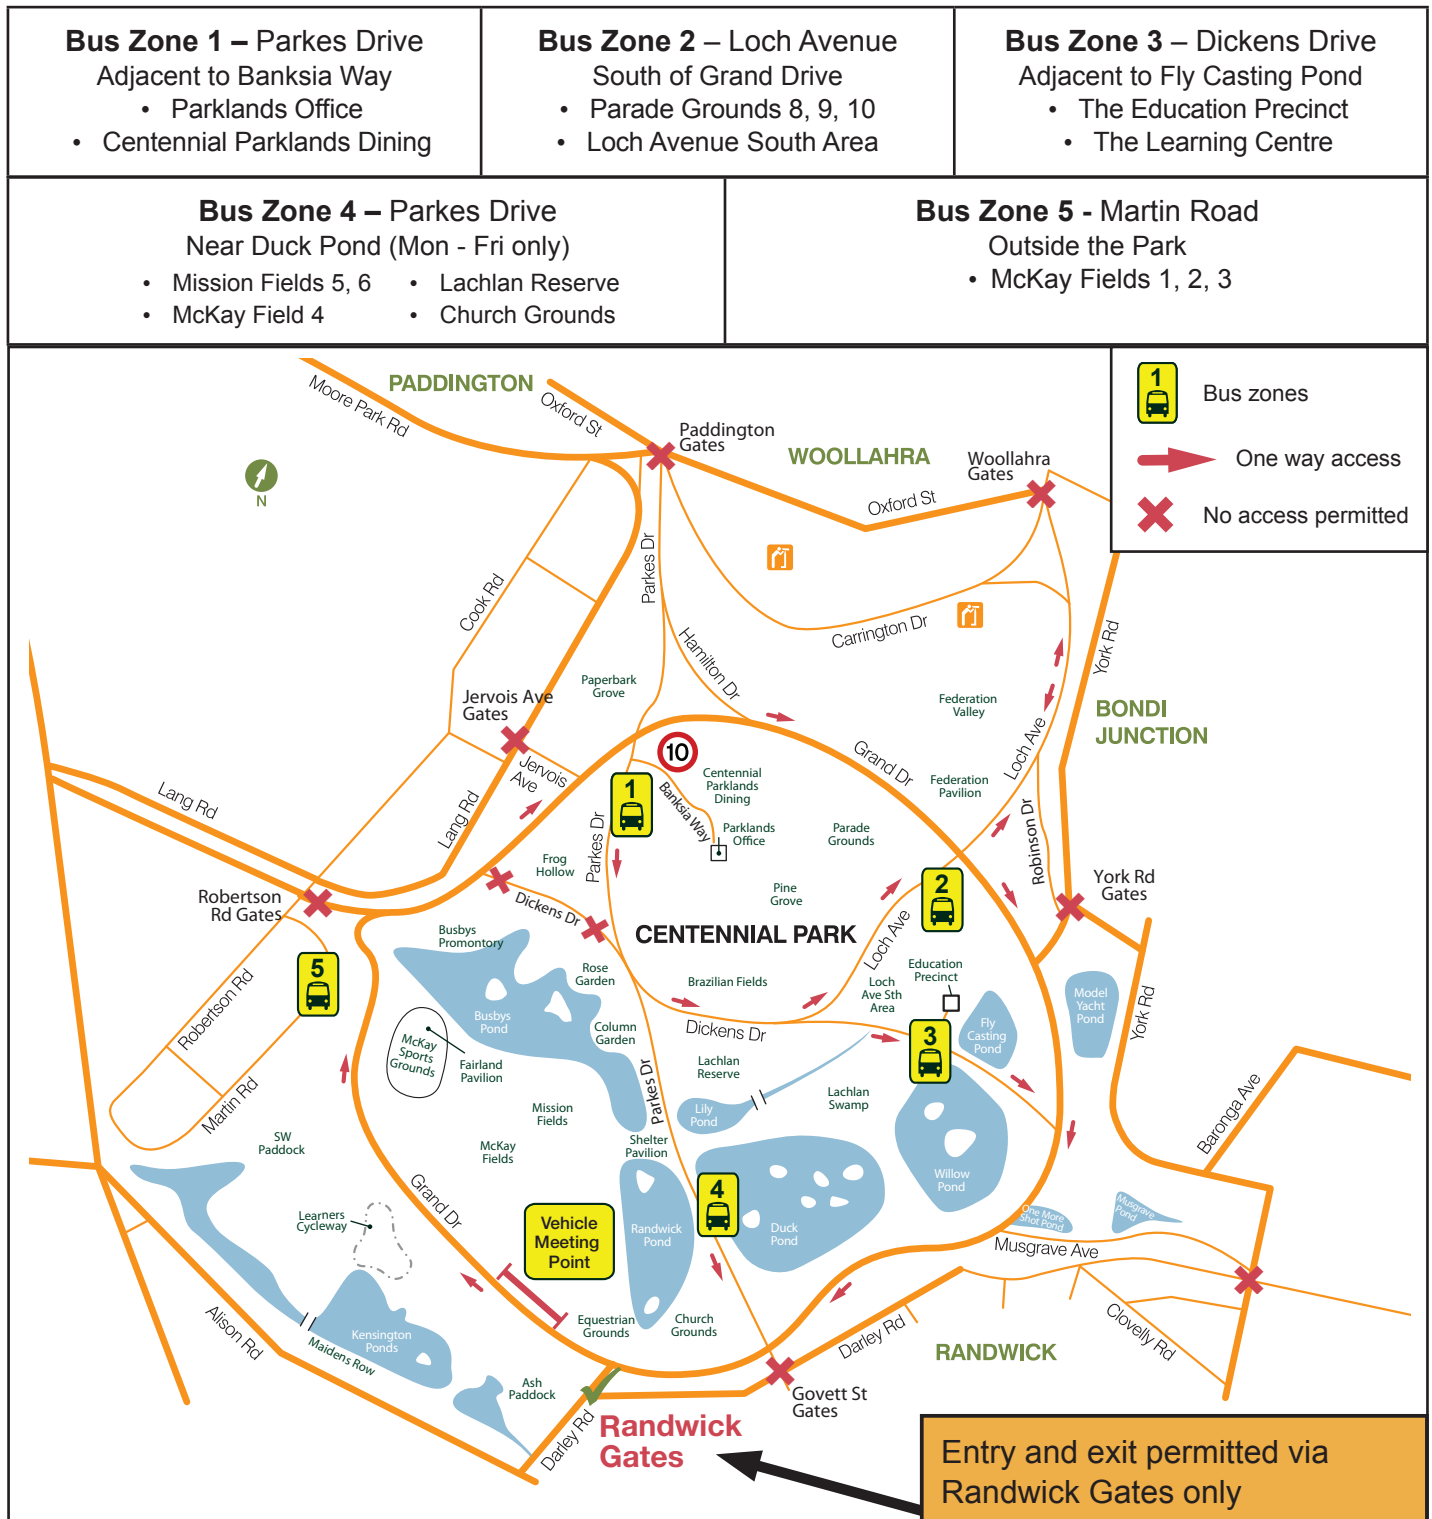 Bus Zone 1 – Parkes Drive
Adjacent to Banksia Way
• Parklands Office
• Centennial Parklands Dining
Bus Zone 2 – Loch Avenue
South of Grand Drive
• Parade Grounds 8, 9, 10
• Loch Avenue South Area
Bus Zone 3 – Dickens Drive
Adjacent to Fly Casting Pond
• The Education Precinct
• The Learning Centre
Bus Zone 4 – Parkes Drive
Near Duck Pond (Mon - Fri only)
• Mission Fields 5, 6 • Lachlan Reserve
• McKay Field 4 • Church Grounds
Bus Zone 5 - Martin Road
Outside the Park
• McKay Fields 1, 2, 3
1
Bus zones
One way access
No access permitted
PADDINGTON
Moore Park Rd
Oxford St
Paddington
Gates
WOOLLAHRA
Woollahra
Gates
Oxford St
N
Parkes Dr
Cook Rd
Carrington Dr
Hamilton Dr
York Rd
Paperbark
Grove
Jervois Ave
Gates
Federation
Valley
BONDI
JUNCTION
Loch Ave
Grand Dr
10
Jervois
Ave
Centennial
Parklands
Dining
Federation
Pavilion
Lang Rd
Lang Rd
1
Banksia Way
Parkes Dr
Parklands
Office
Parade
Grounds
Robinson Dr
Frog
Hollow
Robertson
Rd Gates
Dickens Dr
Pine
Grove
2
York Rd
Gates
Busbys
Promontory
CENTENNIAL PARK
Loch Ave
5
Rose
Garden
Brazilian Fields
Loch
Ave Sth
Area
Education
Precinct
Model
Yacht
Pond
York Rd
Robertson Rd
Busbys
Pond
Column
Garden
Dickens Dr
3
Fly
Casting
Pond
McKay
Sports
Grounds
Fairland
Pavilion
Lachlan
Reserve
Parkes Dr
Martin Rd
Mission
Fields
Lily
Pond
Lachlan
Swamp
Baronga Ave
SW
Paddock
McKay
Fields
Shelter
Pavilion
Willow
Pond
Grand Dr
4
Learners
Cycleway
Vehicle
Meeting
Point
Randwick
Pond
Duck
Pond
One More
Shot Pond
Musgrave
Pond
Musgrave Ave
Alison Rd
Equestrian
Grounds
Church
Grounds
Clovelly Rd
Kensington
Ponds
Maidens Row
Darley Rd
RANDWICK
Ash
Paddock
Govett St
Gates
Darley Rd
Randwick
Gates
Entry and exit permitted via
Randwick Gates only